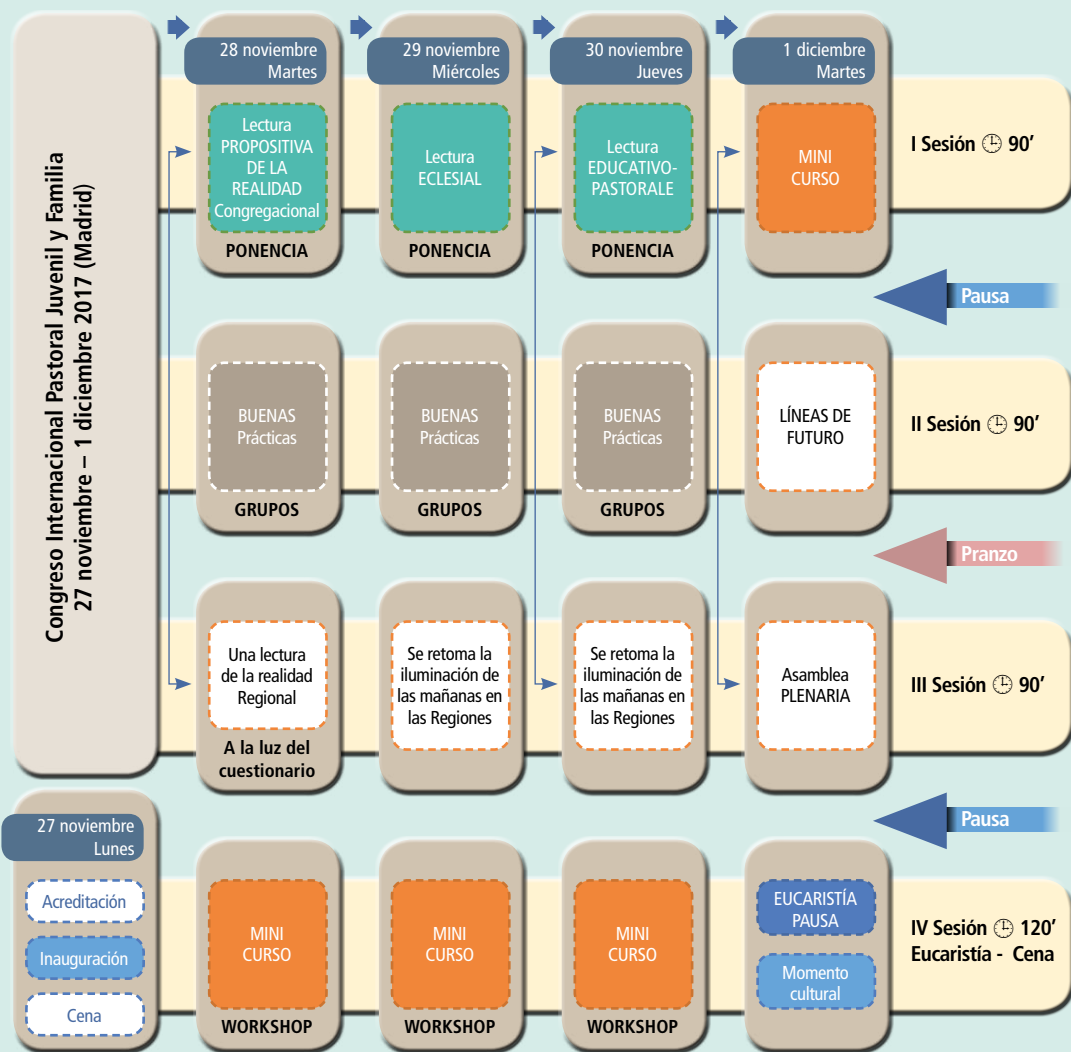 Congreso Internacional Pastoral Juvenil y Familia
27 noviembre – 1 diciembre 2017 (Madrid)
28 noviembre
Martes
29 noviembre
Miércoles
30 noviembre
Jueves
1 diciembre
Martes
Lectura
PROPOSITIVA
DE LA
REALIDAD
Congregacional
PONENCIA
Lectura
ECLESIAL
PONENCIA
Lectura
EDUCATIVO-
PASTORALE
PONENCIA
MINI
CURSO
I Sesión 90’
Pausa
BUENAS
Prácticas
GRUPOS
BUENAS
Prácticas
GRUPOS
BUENAS
Prácticas
GRUPOS
LÍNEAS DE
FUTURO
II Sesión 90’
Pranzo
Una lectura
de la realidad
Regional
A la luz del
cuestionario
Se retoma la
iluminación de
las mañanas en
las Regiones
Se retoma la
iluminación de
las mañanas en
las Regiones
Asamblea
PLENARIA
III Sesión 90’
Pausa
27 noviembre
Lunes
Acreditación
Inauguración
Cena
MINI
CURSO
WORKSHOP
MINI
CURSO
WORKSHOP
MINI
CURSO
WORKSHOP
EUCARISTÍA
PAUSA
Momento
cultural
IV Sesión 120’
Eucaristía - Cena